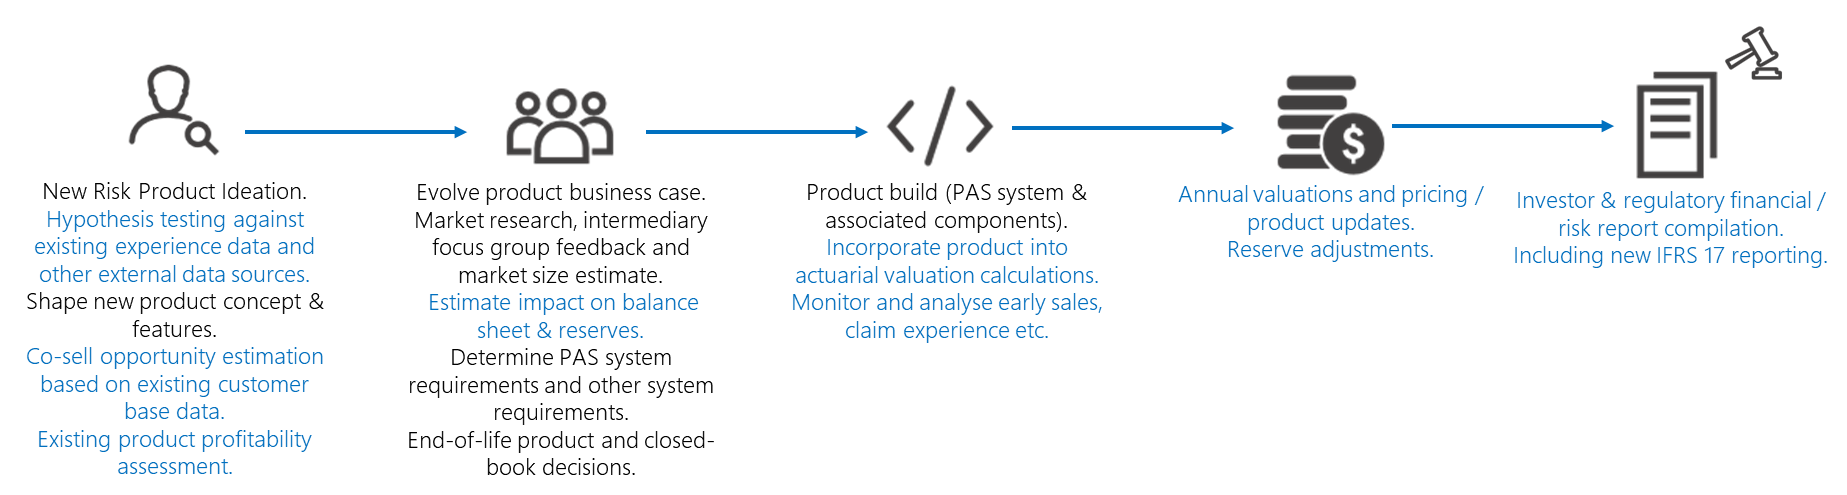 New Risk Product Ideation.
Hypothesis testing against
existing experience data and
other external data sources.
Shape new product concept &
features.
Co-sell opportunity estimation
based on existing customer
base data.
Existing product profitability
assessment.
Evolve product business case.
Market research, intermediary
focus group feedback and
market size estimate.
Estimate impact on balance
sheet & reserves.
Determine PAS system
requirements and other system
requirements.
End-of-life product and closed-
book decisions.
</>
Product build (PAS system &
associated components).
Incorporate product into
actuarial valuation calculations.
Monitor and analyse early sales,
claim experience etc.
$
Annual valuations and pricing /
product updates.
Reserve adjustments.
Investor & regulatory financial /
risk report compilation.
Including new IFRS 17 reporting.